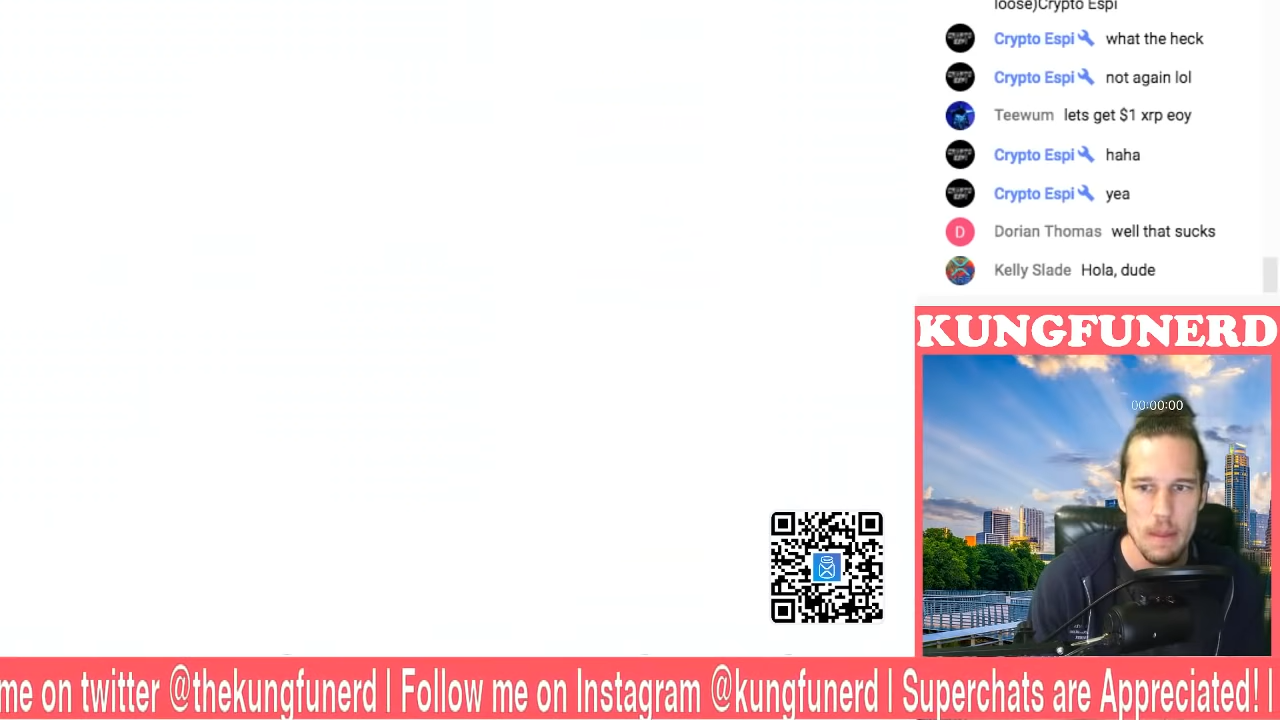 loose)Crypto Espi
Crypto Espi what the heck
Crypto Espi not again lol
Teewum lets get $1 xrp eoy
Crypto Espi haha
Crypto Espi yea
D Dorian Thomas well that sucks
Kelly Slade Hola, dude
KUNGFUNERD
00:00:00
me on twitter @thekungfunerd | Follow me on Instagram @kungfunerd | Superchats are Appreciated! |